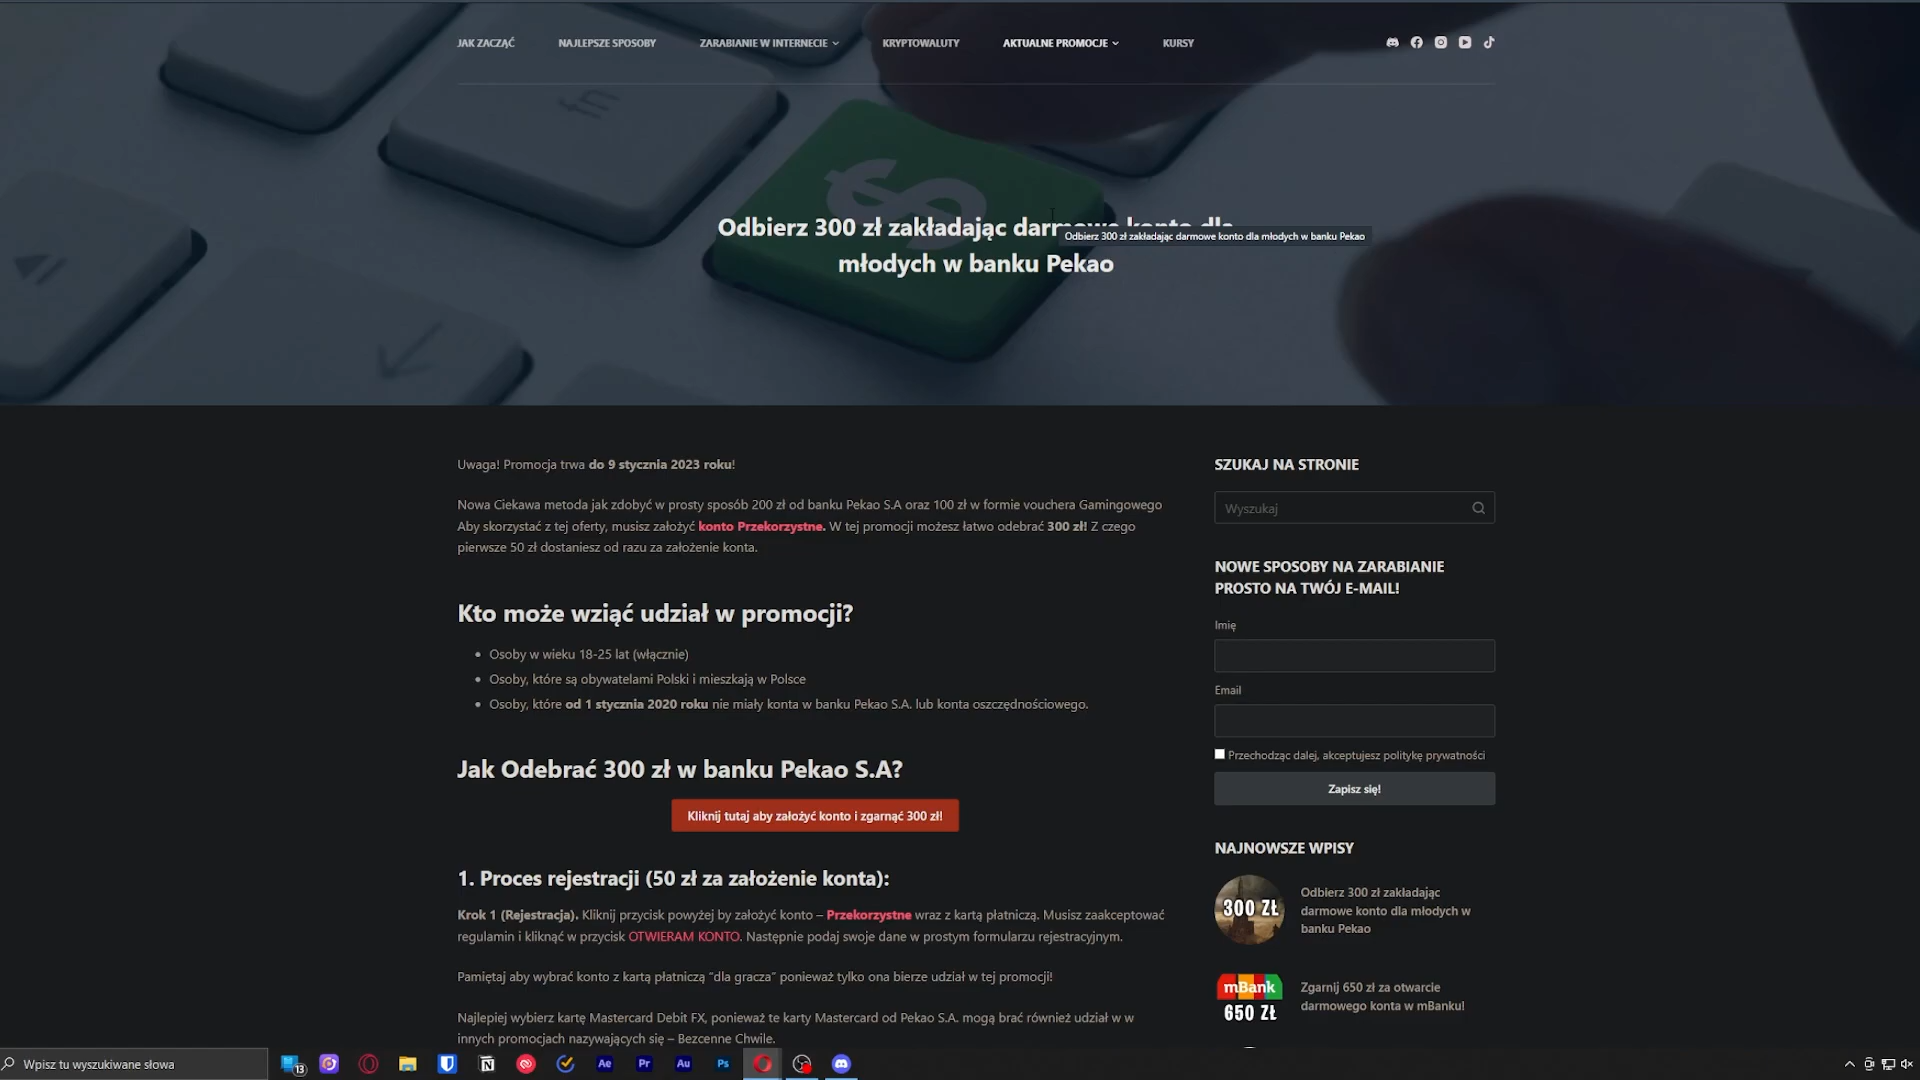 JAK ZACZĄĆ
NAJLEPSZE SPOSOBY
ZARABIANIE W INTERNECIE
KRYPTOWALUTY
AKTUALNE PROMOCJE
KURSY
Odbierz 300 zł zakładając darmowe konto dla
Odbierz 300 zł zakładając darmowe konto dla młodych w banku Pekao
młodych w banku Pekao
Uwaga! Promocja trwa do 9 stycznia 2023 roku!
Nowa Ciekawa metoda jak zdobyć w prosty sposób 200 zł od banku Pekao S.A oraz 100 zł w formie vouchera Gamingowego
Aby skorzystać z tej oferty, musisz założyć konto Przekorzystne. W tej promocji możesz łatwo odebrać 300 zł! Z czego
pierwsze 50 zł dostaniesz od razu za założenie konta.
Kto może wziąć udział w promocji?
Osoby w wieku 18-25 lat (włącznie)
Osoby, które są obywatelami Polski i mieszkają w Polsce
Osoby, które od 1 stycznia 2020 roku nie miały konta w banku Pekao S.A. lub konta oszczędnościowego.
Jak Odebrać 300 zł w banku Pekao S.A?
Kliknij tutaj aby założyć konto i zgarnąć 300 zł!
1. Proces rejestracji (50 zł za założenie konta):
Krok 1 (Rejestracja). Kliknij przycisk powyżej by założyć konto – Przekorzystne wraz z kartą płatniczą. Musisz zaakceptować
regulamin i kliknąć w przycisk OTWIERAM KONTO. Następnie podaj swoje dane w prostym formularzu rejestracyjnym.
Pamiętaj aby wybrać konto z kartą płatniczą “dla gracza” ponieważ tylko ona bierze udział w tej promocji!
Najlepiej wybierz kartę Mastercard Debit FX, ponieważ te karty Mastercard od Pekao S.A. mogą brać również udział w w
innych promocjach nazywających się – Bezcenne Chwile.
SZUKAJ NA STRONIE
Wyszukaj
NOWE SPOSOBY NA ZARABIANIE
PROSTO NA TWÓJ E-MAIL!
Imię
Email
Przechodząc dalej, akceptujesz politykę prywatności
Zapisz się!
NAJNOWSZE WPISY
300 ZŁ
Odbierz 300 zł zakładając
darmowe konto dla młodych w
banku Pekao
mBank
650 ZŁ
Zgarnij 650 zł za otwarcie
darmowego konta w mBanku!
Wpisz tu wyszukiwane słowa
13
Ae
Pr
Au
Ps